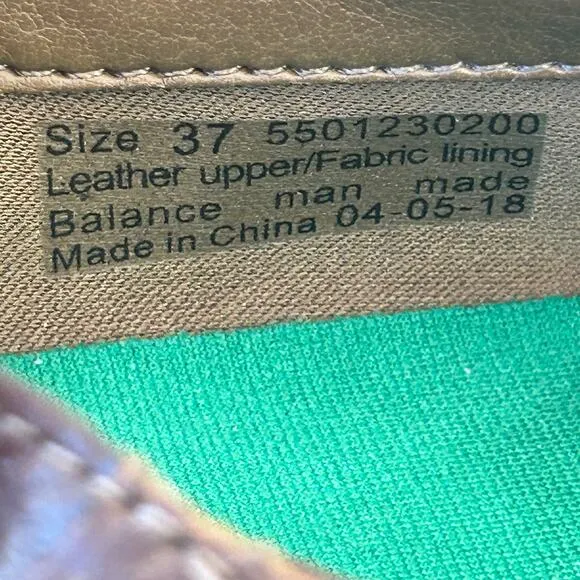 Size 37 5501230200
Leather upper/Fabric lining
Balance man made
Made in China 04-05-18